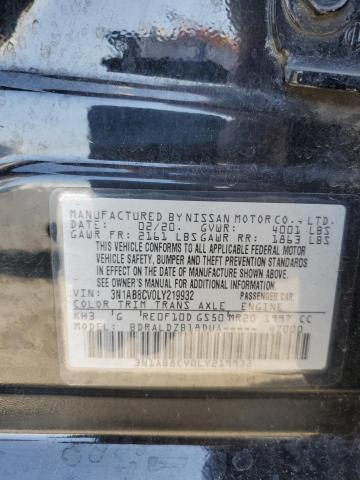 MANUFACTURED BY NISSAN MOTOR CO., LTD.
DATE: 02/20. GVWR: 4001 LBS
GAWR FR: 2161 LBS GAWR RR: 1863 LBS
THIS VEHICLE CONFORMS TO ALL APPLICABLE FEDERAL MOTOR VEHICLE
SAFETY, BUMPER, AND THEFT PREVENTION STANDARDS
IN EFFECT ON THE DATE OF MANUFACTURE SHOWN ABOVE.
SEE OWNER'S MANUAL FOR ADDITIONAL INFORMATION.
VIN: 3N1AB8CV0LY219932 PASSENGER CAR
COLOR TRIM TRANS AXLE ENGINE
KH3 G RE0F10D GS50 MR20 1997 CC
MODEL: BDRALDZB18DUA-----
3N1AB8CV0LY219932